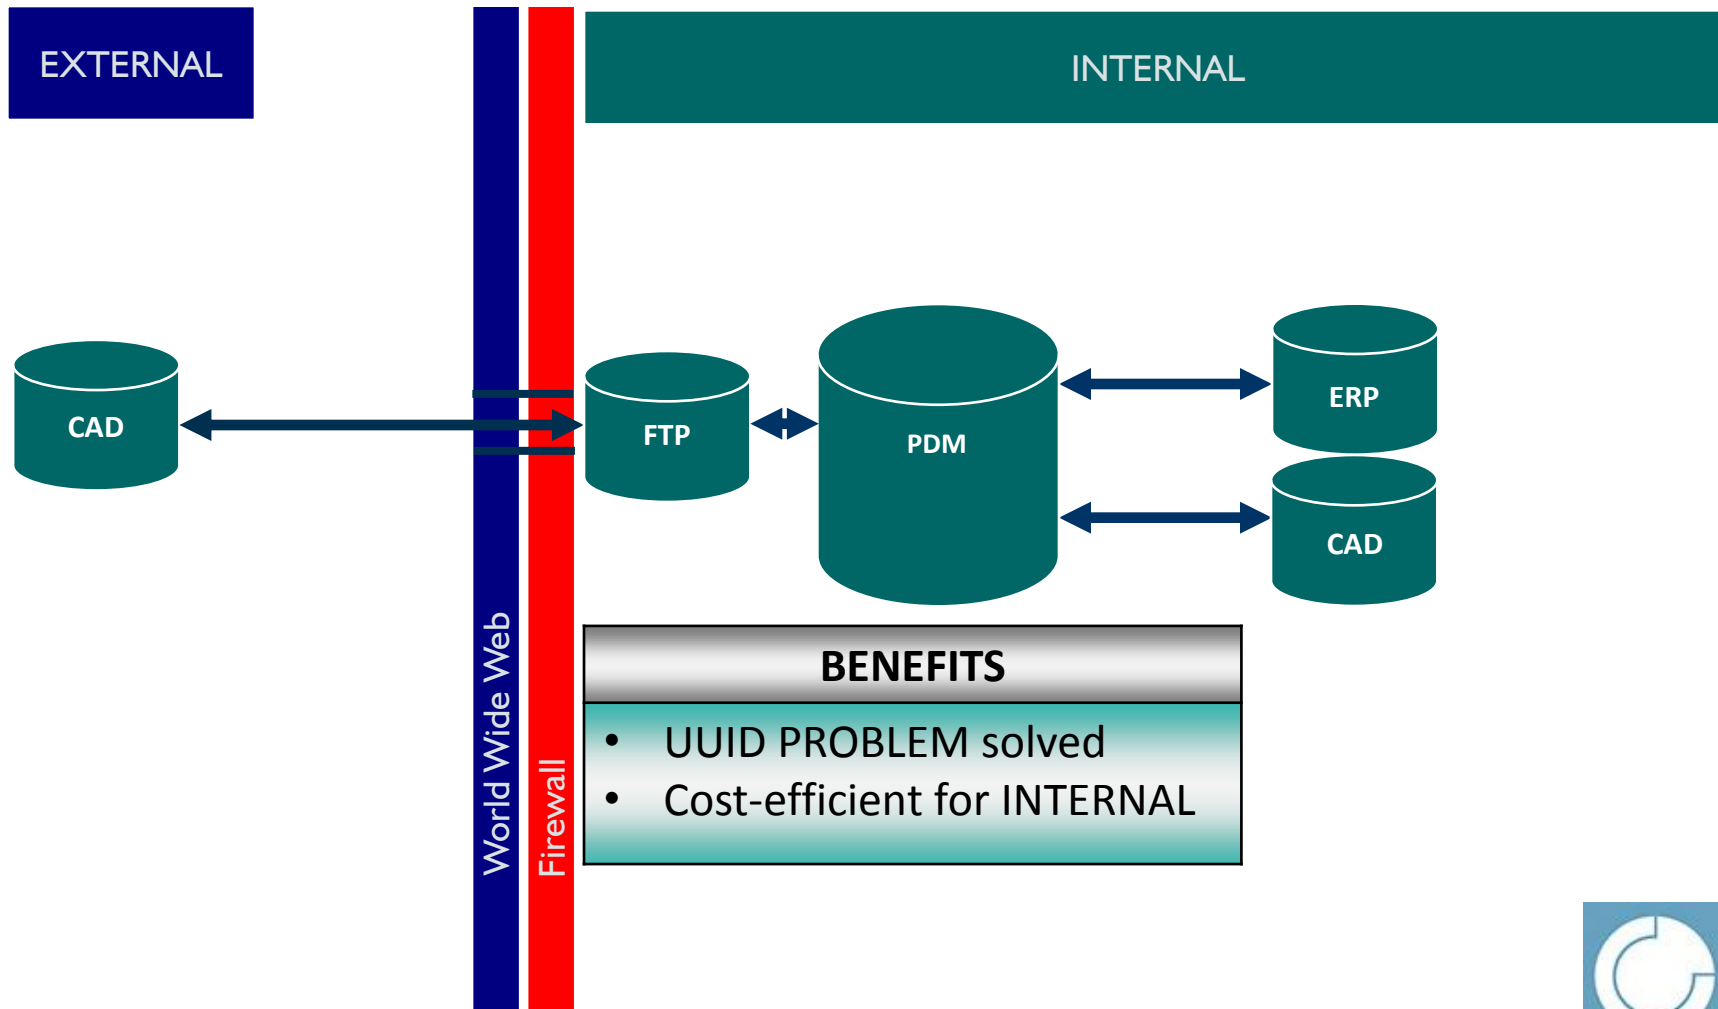 EXTERNAL
INTERNAL
CAD
FTP
PDM
ERP
CAD
World Wide Web
Firewall
BENEFITS
• UUID PROBLEM solved
• Cost-efficient for INTERNAL